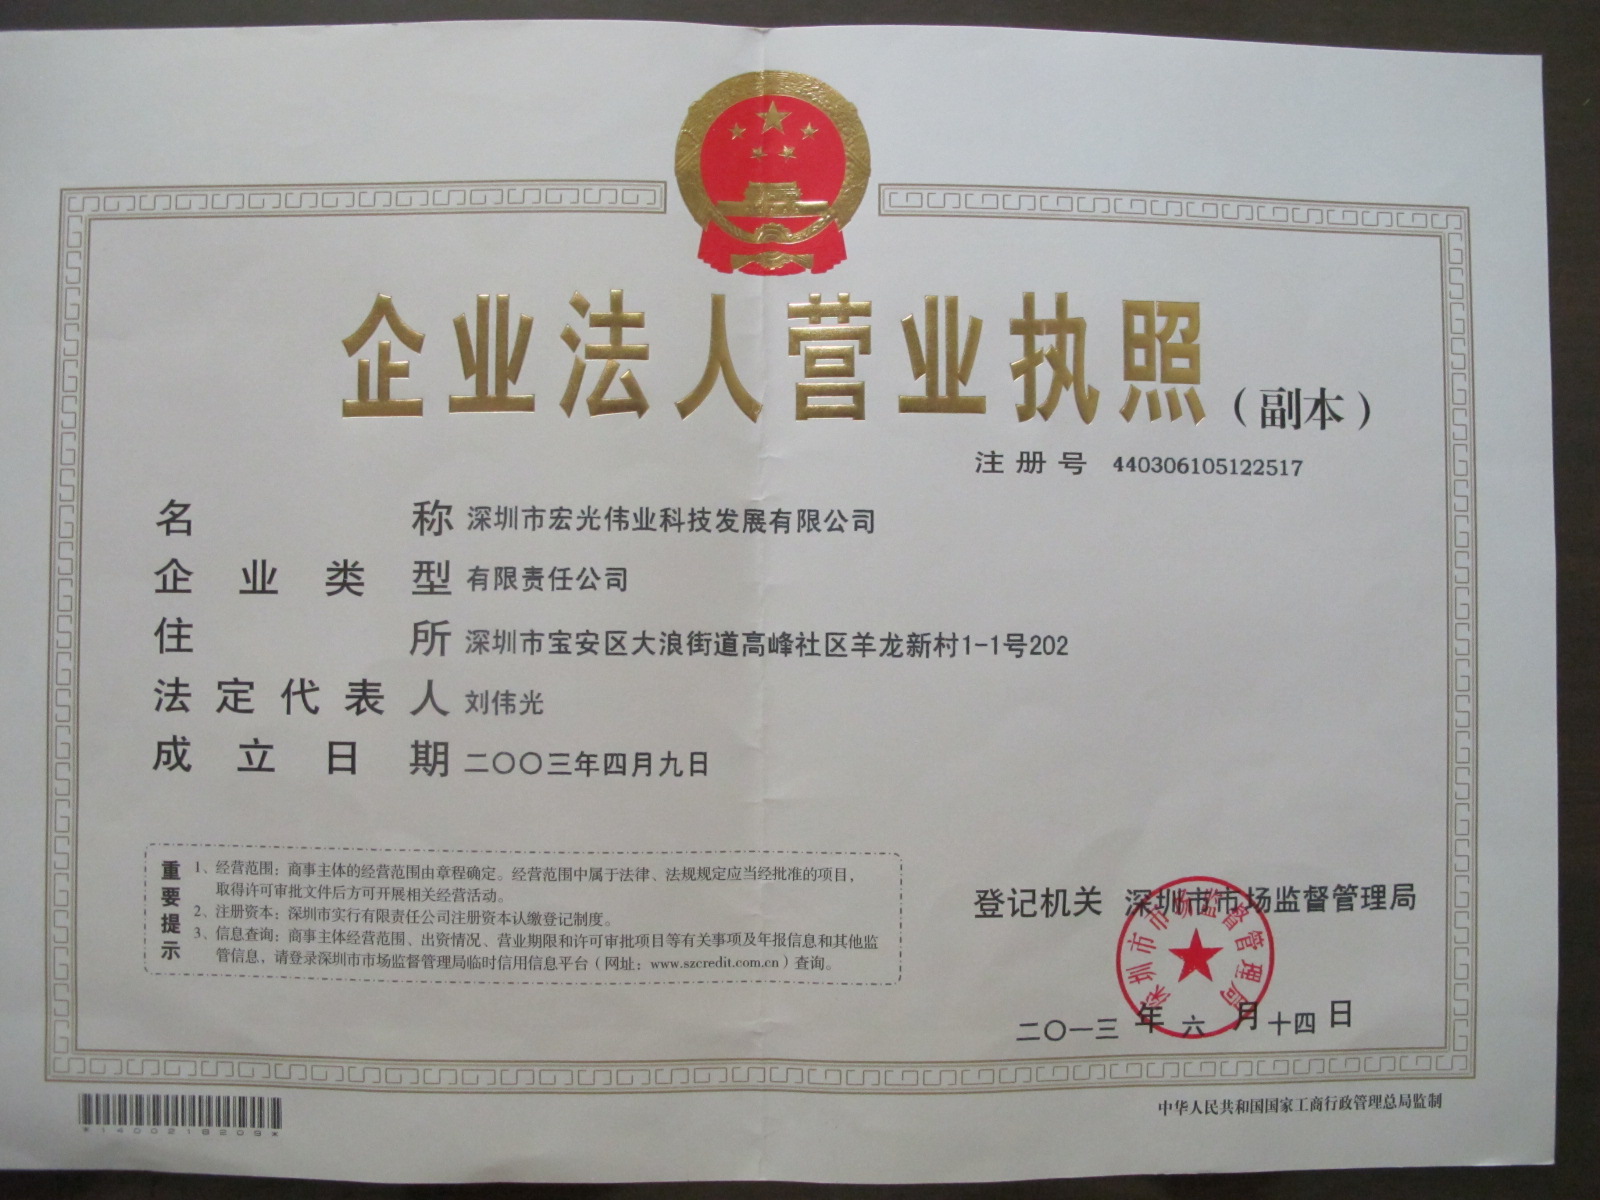 企业法人营业执照（副本）
注册号 440306105122517
名称 深圳市宏光伟业科技发展有限公司
企业类型 有限责任公司
住所 深圳市宝安区大浪街道高峰社区羊龙新村1-1号202
法定代表人 刘伟光
成立日期 二〇〇三年四月九日
重要提示
1、经营范围：商事主体的经营范围由章程确定。经营范围中属于法律、法规规定应当经批准的项目，
取得许可审批文件后方可开展相关经营活动。
2、注册资本：深圳市实行有限责任公司注册资本认缴登记制度。
3、信息查询：商事主体经营范围、出资情况、营业期限和许可审批项目等有关事项及年报信息和其他监
管信息，请登录深圳市市场监督管理局临时信用信息平台（网址：www.szcredit.com.cn）查询。
登记机关 深圳市市场监督管理局
深圳市市场监督管理局
二〇一三年六月十四日
中华人民共和国国家工商行政管理总局监制
*1400218209*